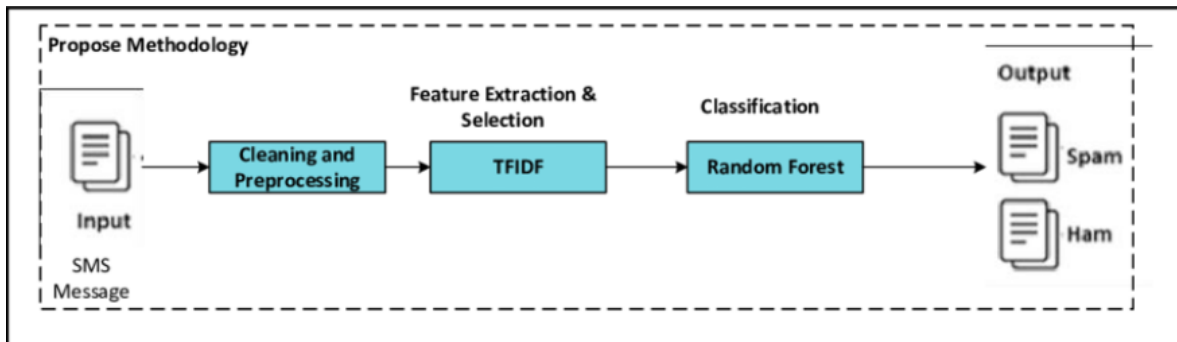 Propose Methodology
Input
SMS
Message
Cleaning and
Preprocessing
Feature Extraction &
Selection
TFIDF
Classification
Random Forest
Output
Spam
Ham